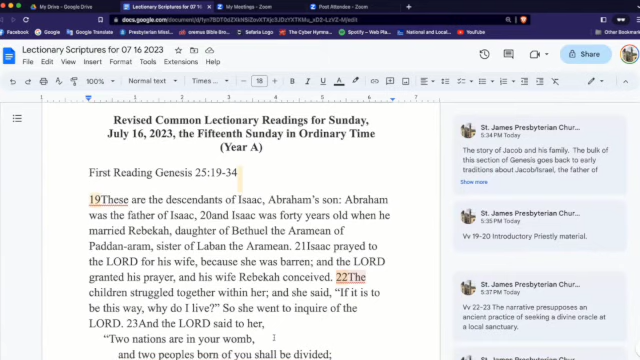 My Drive - Google Drive
Lectionary Scriptures for 07 16
My Meetings - Zoom
Post Attendee - Zoom
Gmail
YouTube
Google
Google Translate
Presbyterian Mission
oremus Bible Brow...
Settings
The Cyber Hymna...
Google Docs
Spotify
Facebook
Other Bookmarks
Lectionary Scriptures for 07 16 2023
File Edit View Insert Format Tools Extensions Help
Share
100%
Normal text
Times ...
18
Revised Common Lectionary Readings for Sunday,
July 16, 2023, the Fifteenth Sunday in Ordinary Time
(Year A)
First Reading Genesis 25:19-34
19These are the descendants of Isaac, Abraham's son: Abraham
was the father of Isaac, 20and Isaac was forty years old when he
married Rebekah, daughter of Bethuel the Aramean of
Paddan-aram, sister of Laban the Aramean. 21Isaac prayed to
the LORD for his wife, because she was barren; and the LORD
granted his prayer, and his wife Rebekah conceived. 22The
children struggled together within her; and she said, "If it is to
be this way, why do I live?" So she went to inquire of the
LORD. 23And the LORD said to her,
"Two nations are in your womb,
and two peoples born of you shall be divided;
St. James Presbyterian Chur...
5:34 PM Today
The story of Jacob and his family. The bulk of
this section of Genesis goes back to early
traditions about Jacob/Israel, the father of
Show more
St. James Presbyterian Chur...
5:35 PM Today
Vv 19-20 Introductory Priestly material.
St. James Presbyterian Chur...
5:37 PM Today
Vv 22-23 The narrative presupposes an
ancient practice of seeking a divine oracle at
a local sanctuary.